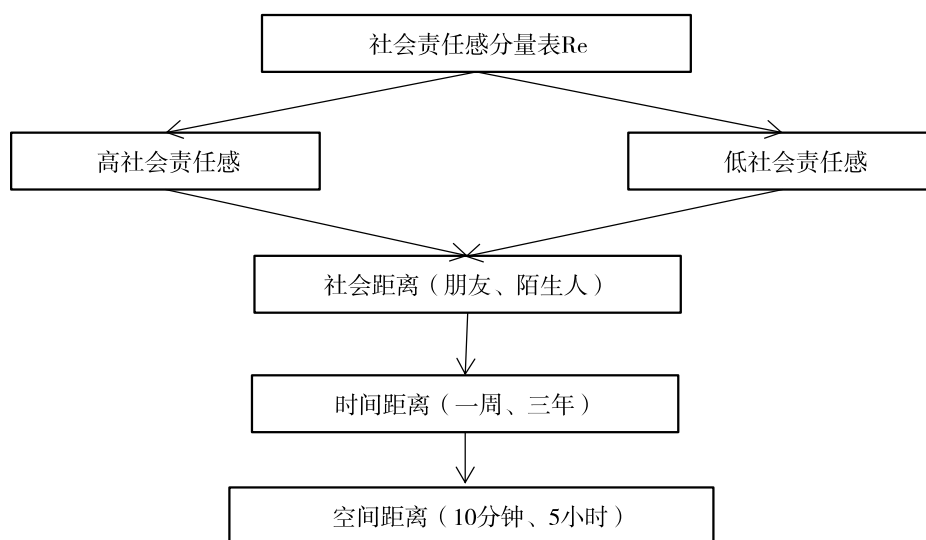 社会责任感分量表Re
高社会责任感
低社会责任感
社会距离（朋友、陌生人）
时间距离（一周、三年）
空间距离（10分钟、5小时）